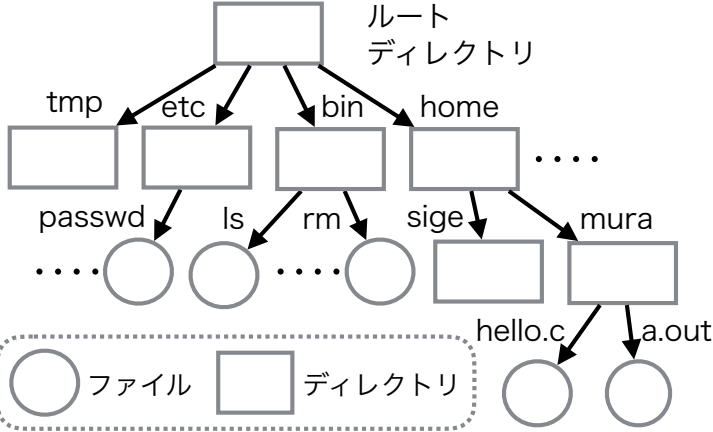 ルート
ディレクトリ
tmp
etc
bin
home
passwd
ls
rm
sige
mura
hello.c
a.out
ファイル
ディレクトリ